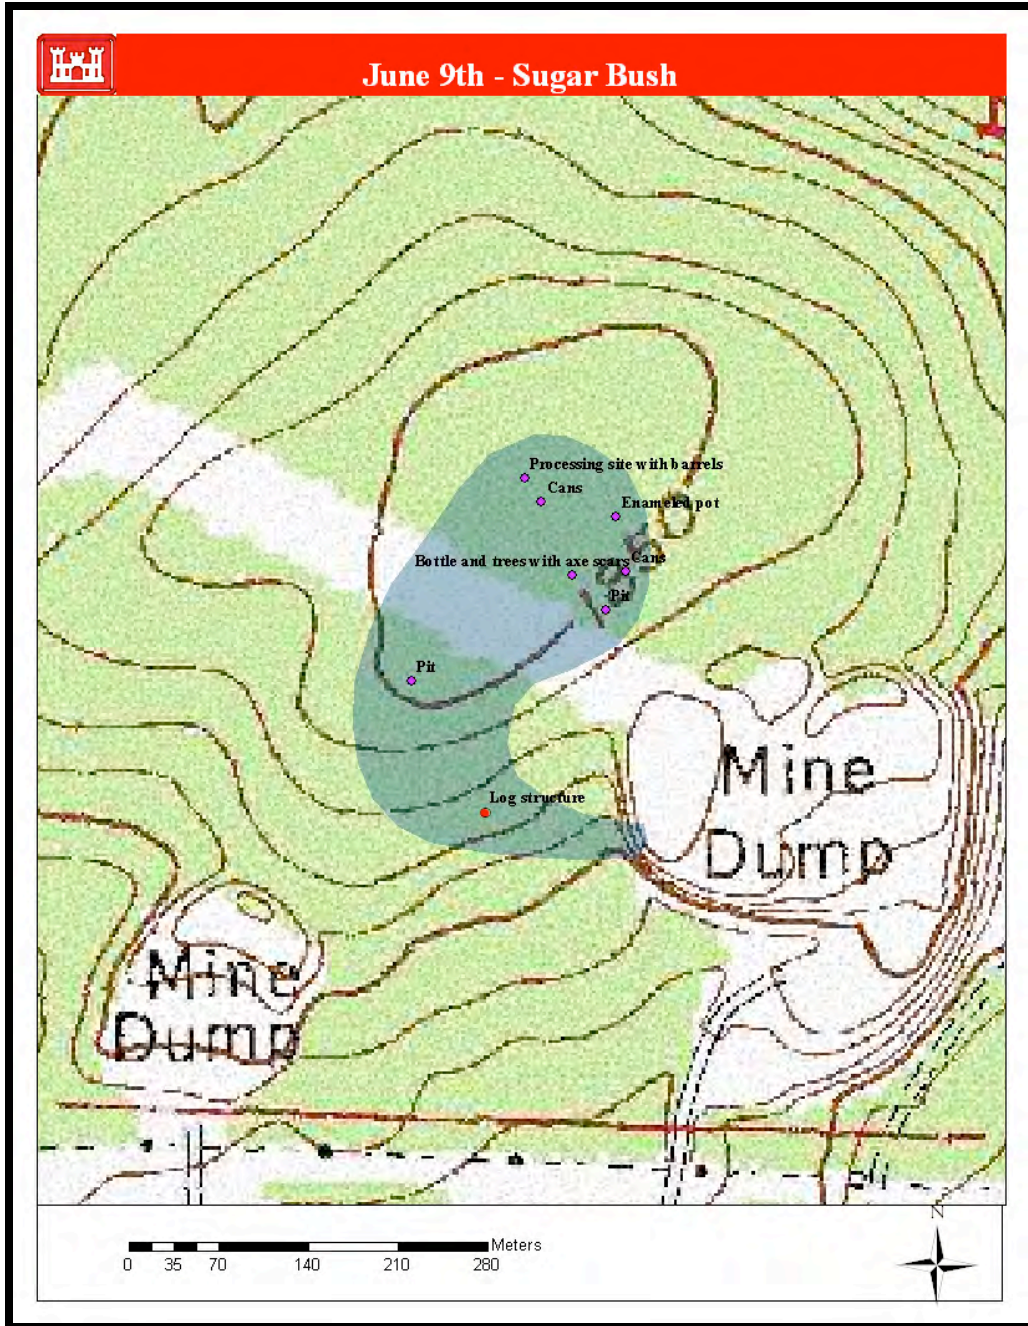 June 9th - Sugar Bush
Processing site with barrels
Cans
Enameled pot
Bottle and trees with axe scars
Cans
Pit
Pit
Log structure
Mine
Dump
Mine
Dump
N
Meters
0 35 70 140 210 280